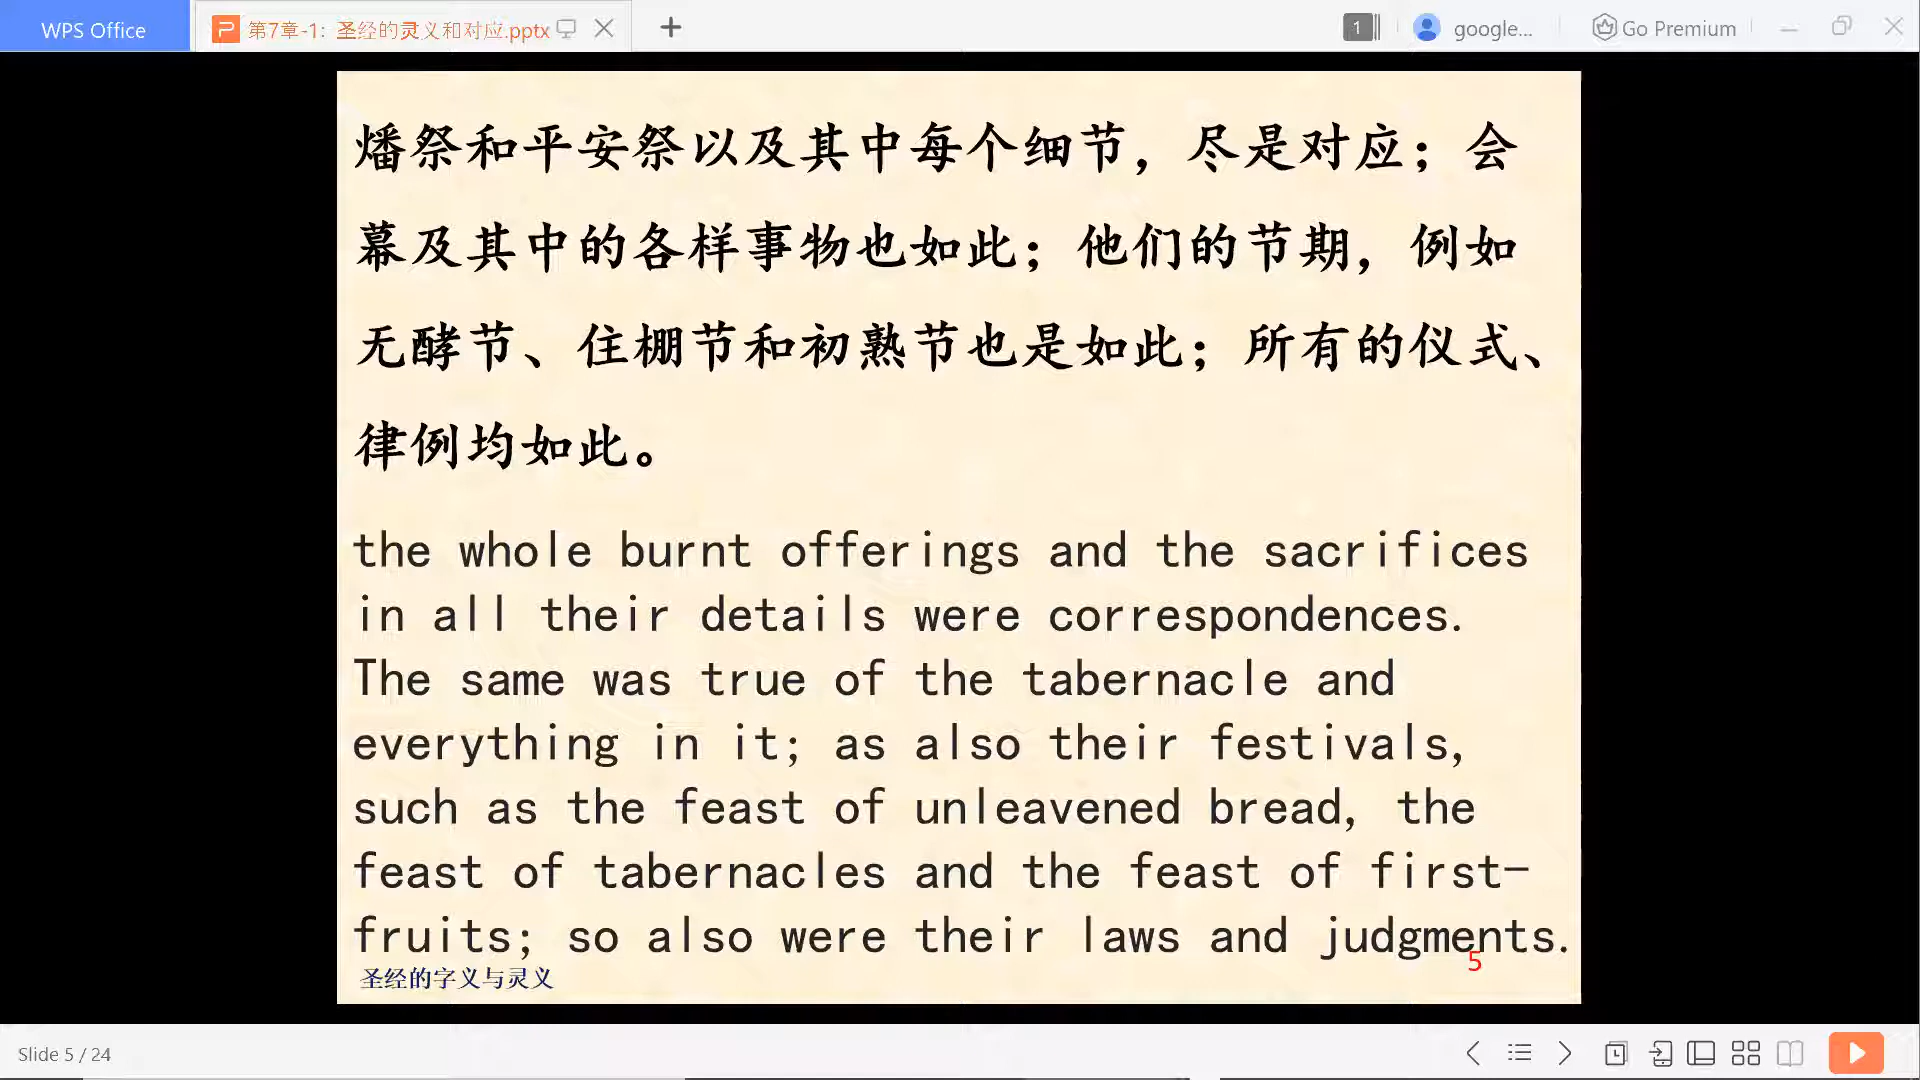 WPS Office
第7章-1: 圣经的灵义和对应.pptx
1
google...
Go Premium
燔祭和平安祭以及其中每个细节，尽是对应；会
幕及其中的各样事物也如此；他们的节期，例如
无酵节、住棚节和初熟节也是如此；所有的仪式、
律例均如此。
the whole burnt offerings and the sacrifices
in all their details were correspondences.
The same was true of the tabernacle and
everything in it; as also their festivals,
such as the feast of unleavened bread, the
feast of tabernacles and the feast of first-
fruits; so also were their laws and judgments.
圣经的字义与灵义
5
Slide 5 / 24